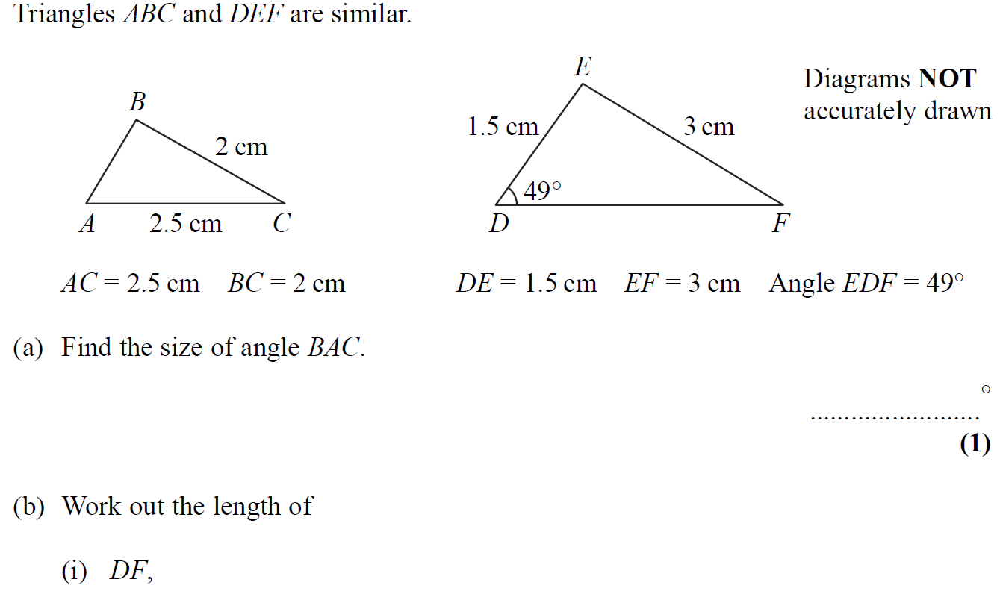 Triangles ABC and DEF are similar.
E
Diagrams NOT
accurately drawn
B
1.5 cm
3 cm
2 cm
49°
A
2.5 cm
C
D
F
AC = 2.5 cm BC = 2 cm DE = 1.5 cm EF = 3 cm Angle EDF = 49°
(a) Find the size of angle BAC.
°
.........................
(1)
(b) Work out the length of
(i) DF,